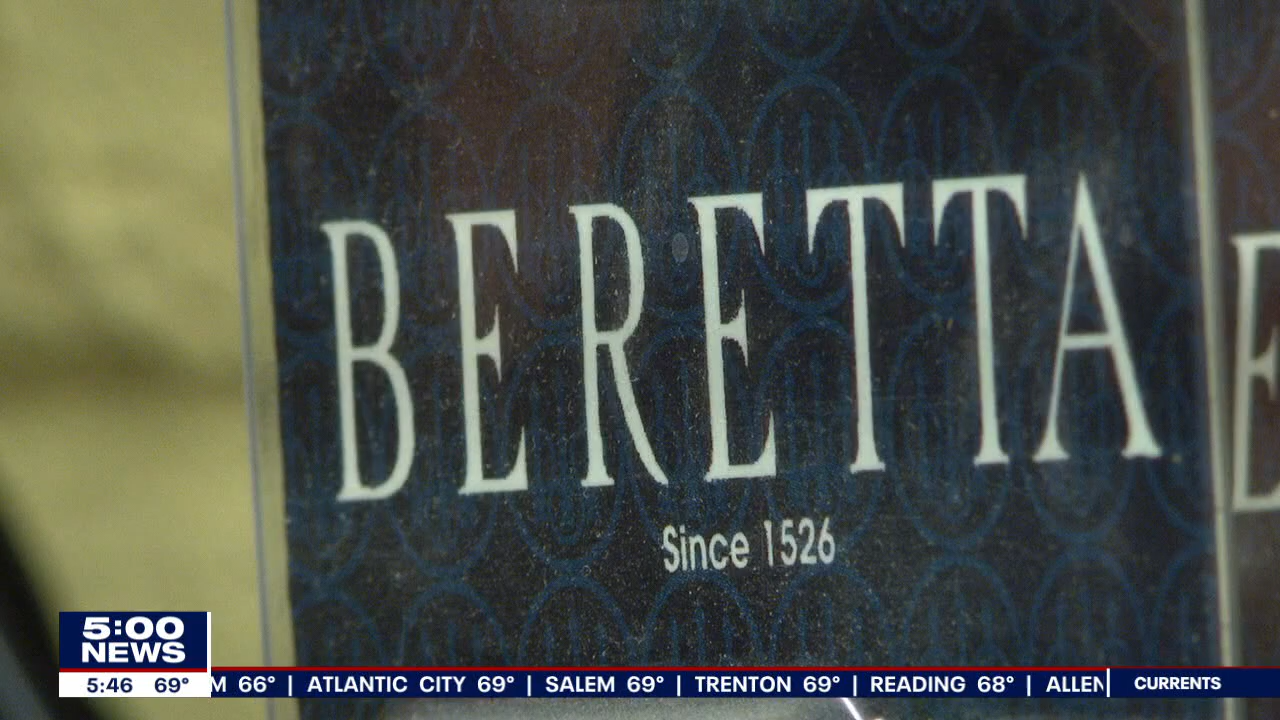 BERETTA
Since 1526
E
5:00
NEWS
5:46 69°
M 66° | ATLANTIC CITY 69° | SALEM 69° | TRENTON 69° | READING 68° | ALLEN
CURRENTS